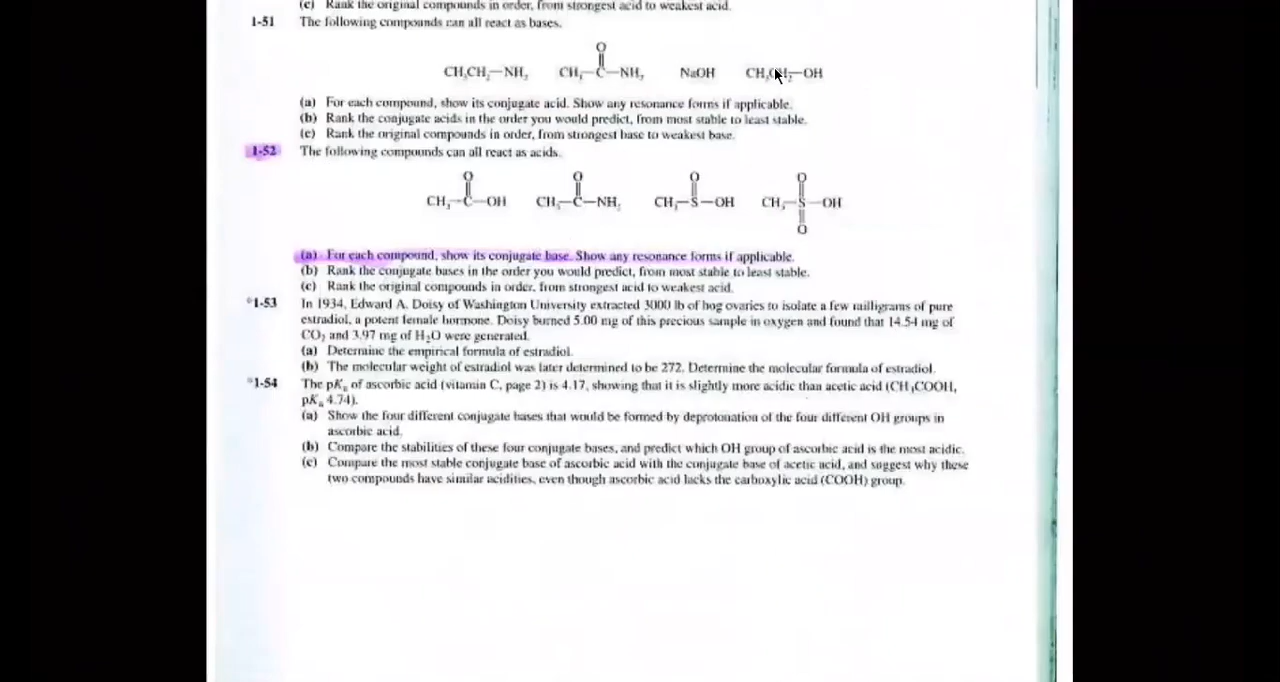 (c) Rank the original compounds in order, from strongest acid to weakest acid.
1-51 The following compounds can all react as bases.
O
CH3CH2—NH2 CH3—C—NH2 NaOH CH3CH2—OH
(a) For each compound, show its conjugate acid. Show any resonance forms if applicable.
(b) Rank the conjugate acids in the order you would predict, from most stable to least stable.
(c) Rank the original compounds in order, from strongest base to weakest base.
1-52 The following compounds can all react as acids.
O O O O
CH3—C—OH CH3—C—NH2 CH3—S—OH CH3—S—OH
O
(a) For each compound, show its conjugate base. Show any resonance forms if applicable.
(b) Rank the conjugate bases in the order you would predict, from most stable to least stable.
(c) Rank the original compounds in order, from strongest acid to weakest acid.
*1-53 In 1934, Edward A. Doisy of Washington University extracted 3000 lb of hog ovaries to isolate a few milligrams of pure
estradiol, a potent female hormone. Doisy burned 5.00 mg of this precious sample in oxygen and found that 14.54 mg of
CO2 and 3.97 mg of H2O were generated.
(a) Determine the empirical formula of estradiol.
(b) The molecular weight of estradiol was later determined to be 272. Determine the molecular formula of estradiol.
*1-54 The pKa of ascorbic acid (vitamin C, page 2) is 4.17, showing that it is slightly more acidic than acetic acid (CH3COOH,
pKa 4.74).
(a) Show the four different conjugate bases that would be formed by deprotonation of the four different OH groups in
ascorbic acid.
(b) Compare the stabilities of these four conjugate bases, and predict which OH group of ascorbic acid is the most acidic.
(c) Compare the most stable conjugate base of ascorbic acid with the conjugate base of acetic acid, and suggest why these
two compounds have similar acidities, even though ascorbic acid lacks the carboxylic acid (COOH) group.